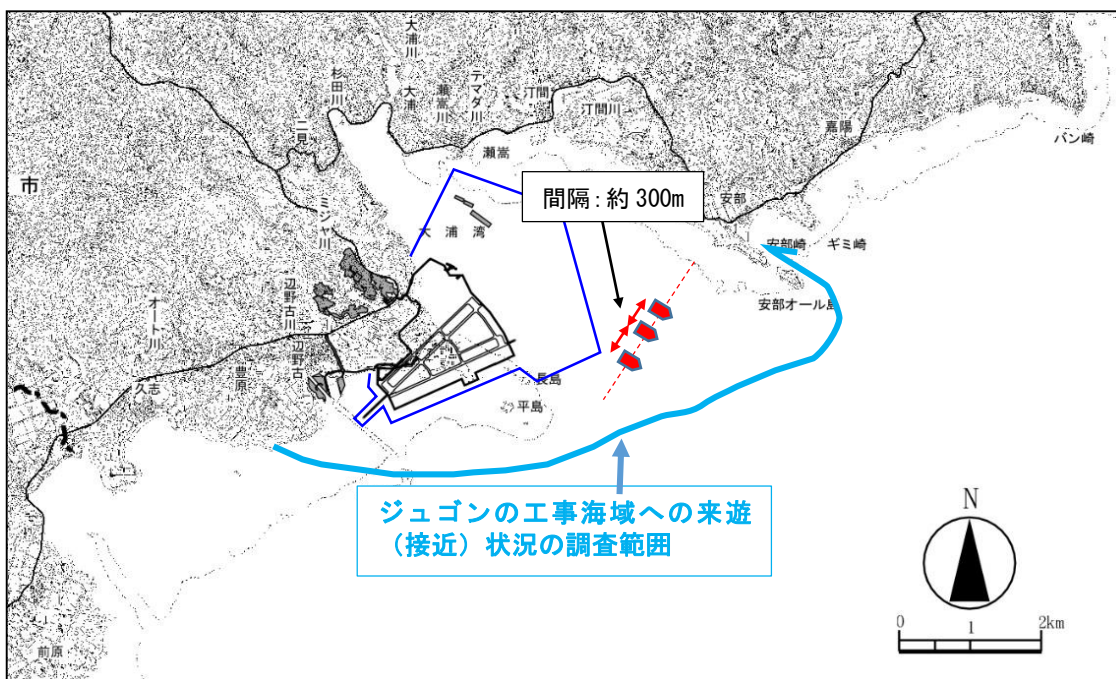 大浦川
杉田川
大浦
瀬嵩川
テマダ川
汀間
汀間川
嘉陽
バン崎
二見
瀬嵩
市
間隔：約 300m
安部
ミジャ川
大浦湾
安部崎
ギミ崎
安部オール島
オート川
辺野古川
辺野古
豊原
久志
長島
平島
ジュゴンの工事海域への来遊
（接近）状況の調査範囲
N
0 1 2km
前原